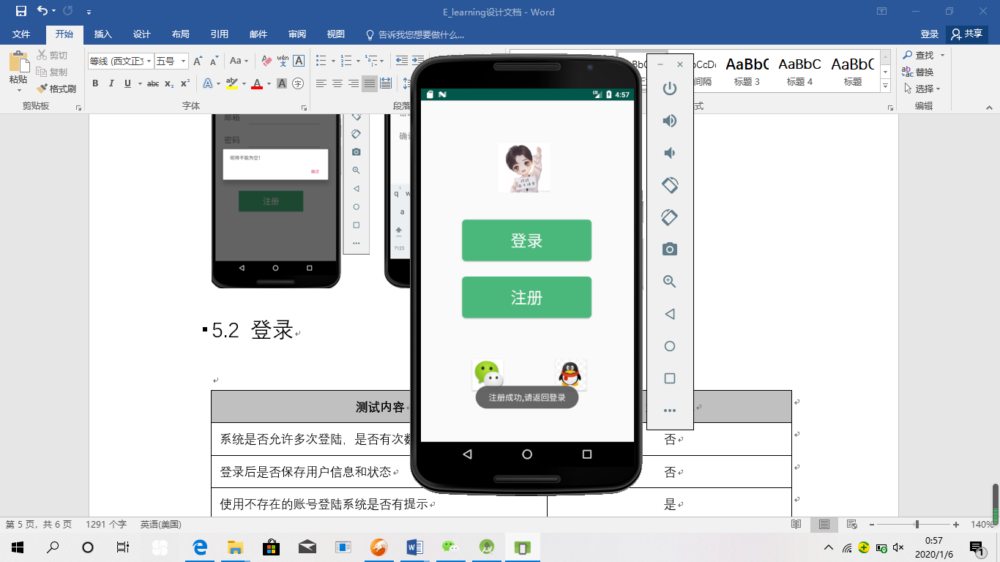 E_learning设计文档 - Word
文件 开始 插入 设计 布局 引用 邮件 审阅 视图 告诉我您想要做什么... 登录 共享
粘贴 剪切 复制 格式刷
等线 (西文正 五号
AaBbC AaBbC AaBbC
间隔 标题 3 标题 4 标题
查找 替换 选择
剪贴板 字体 段落 式 编辑
邮箱
密码
昵称不能为空!
确定
注册
?123
4:57
登录
注册
注册成功,请返回登录
5.2 登录
测试内容
系统是否允许多次登陆，是否有次数 否
登录后是否保存用户信息和状态 否
使用不存在的账号登陆系统是否有提示 是
第 5 页，共 6 页 1291 个字 英语(美国) 140%
0:57
2020/1/6
1